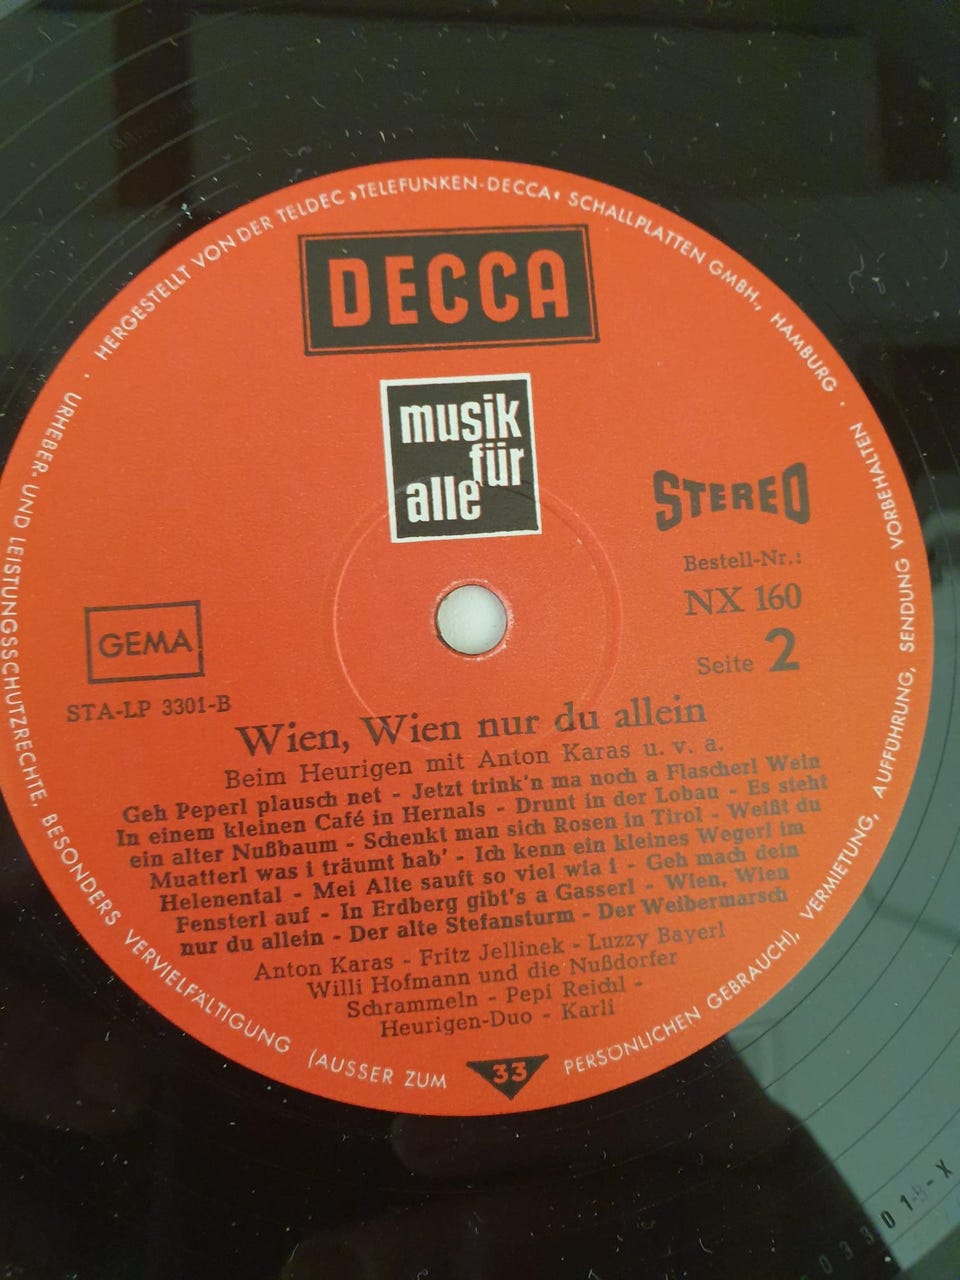 HERGESTELLT VON DER TELDEC ›TELEFUNKEN-DECCA‹ SCHALLPLATTEN GMBH., HAMBURG ·
URHEBER- UND LEISTUNGSSCHUTZRECHTE, BESONDERS VERVIELFÄLTIGUNG (AUSSER ZUM PERSÖNLICHEN GEBRAUCH), VERMIETUNG, AUFFÜHRUNG, SENDUNG VORBEHALTEN ·
DECCA
musik
für
alle
STEREO
Bestell-Nr.:
NX 160
Seite 2
GEMA
STA-LP 3301-B
Wien, Wien nur du allein
Beim Heurigen mit Anton Karas u. v. a.
Geh Peperl plausch net - Jetzt trink'n ma noch a Flascherl Wein
In einem kleinen Café in Hernals - Drunt in der Lobau - Es steht
ein alter Nußbaum - Schenkt man sich Rosen in Tirol - Weißt du
Muatterl was i träumt hab' - Ich kenn ein kleines Wegerl im
Helenental - Mei Alte sauft so viel wia i - Geh mach dein
Fensterl auf - In Erdberg gibt's a Gasserl - Wien, Wien
nur du allein - Der alte Stefansturm - Der Weibermarsch
Anton Karas - Fritz Jellinek - Luzzy Bayerl
Willi Hofmann und die Nußdorfer
Schrammeln - Pepi Reichl -
Heurigen-Duo - Karli
33
03301-B-X